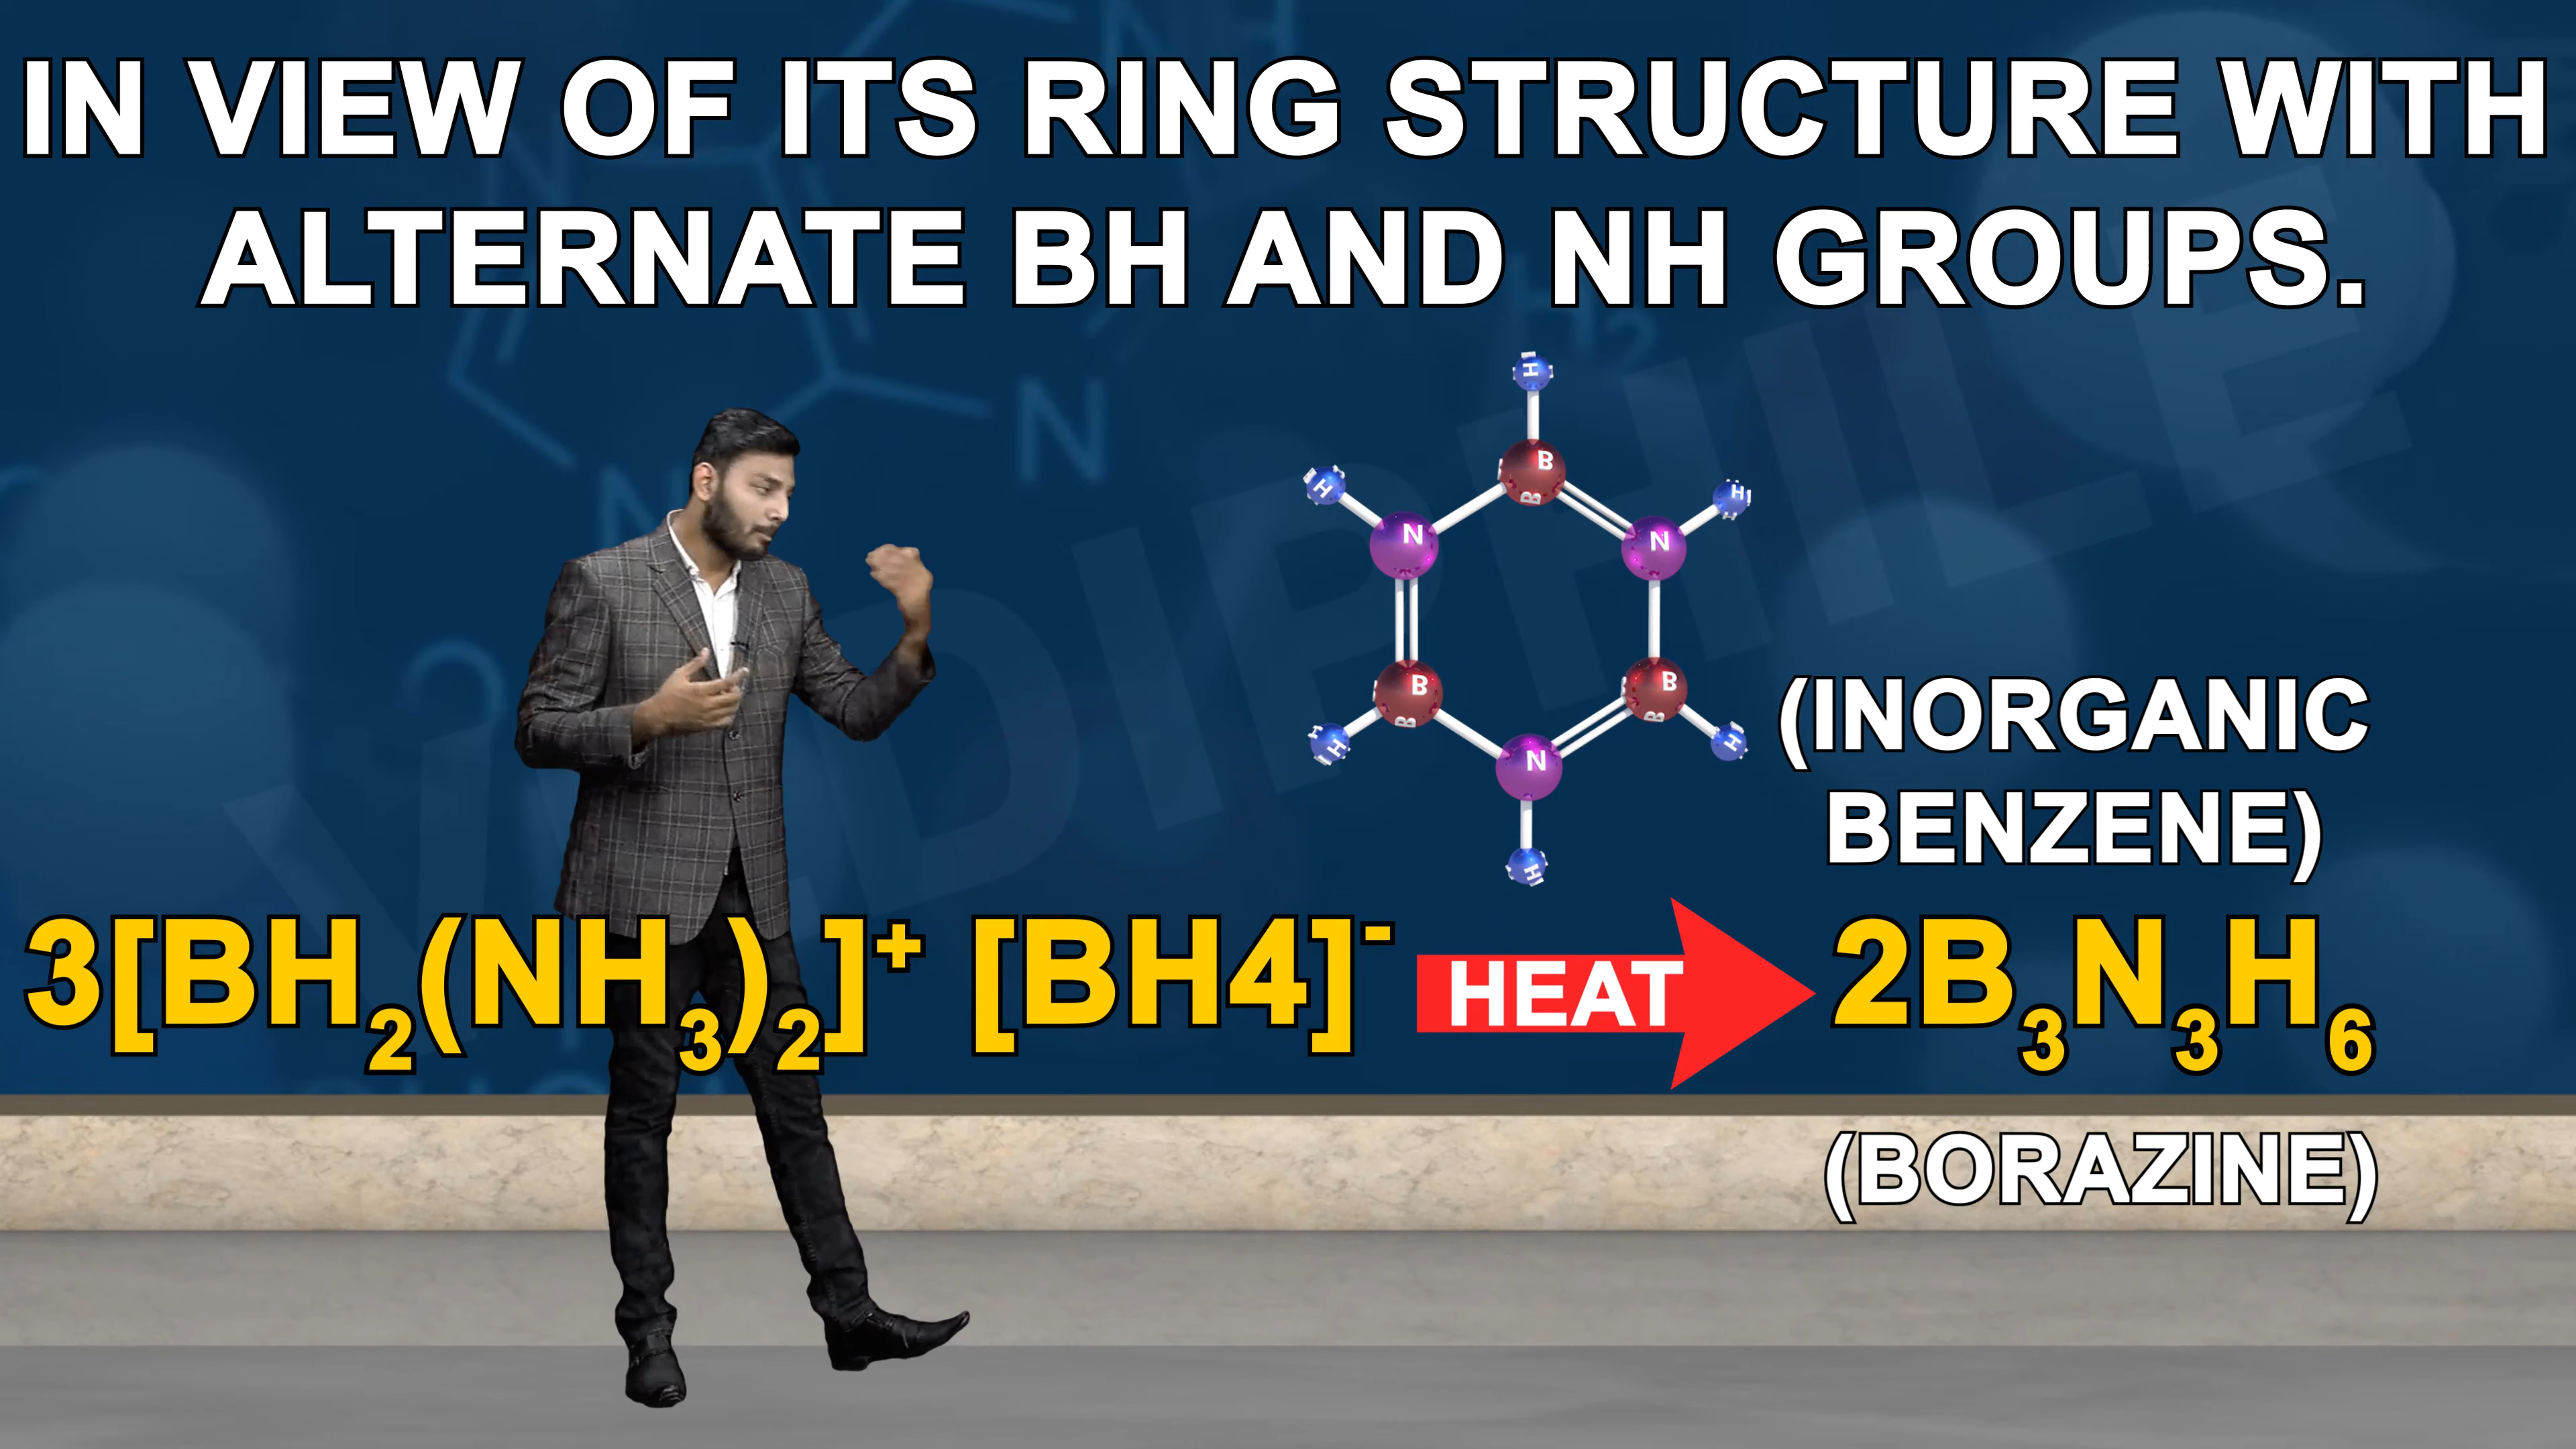 IN VIEW OF ITS RING STRUCTURE WITH
ALTERNATE BH AND NH GROUPS.
H
B
B
H
H
N
N
B
B
B
B
H
H
N
H
(INORGANIC
BENZENE)
3[BH₂(NH₃)₂]⁺ [BH4]⁻ HEAT 2B₃N₃H₆
(BORAZINE)